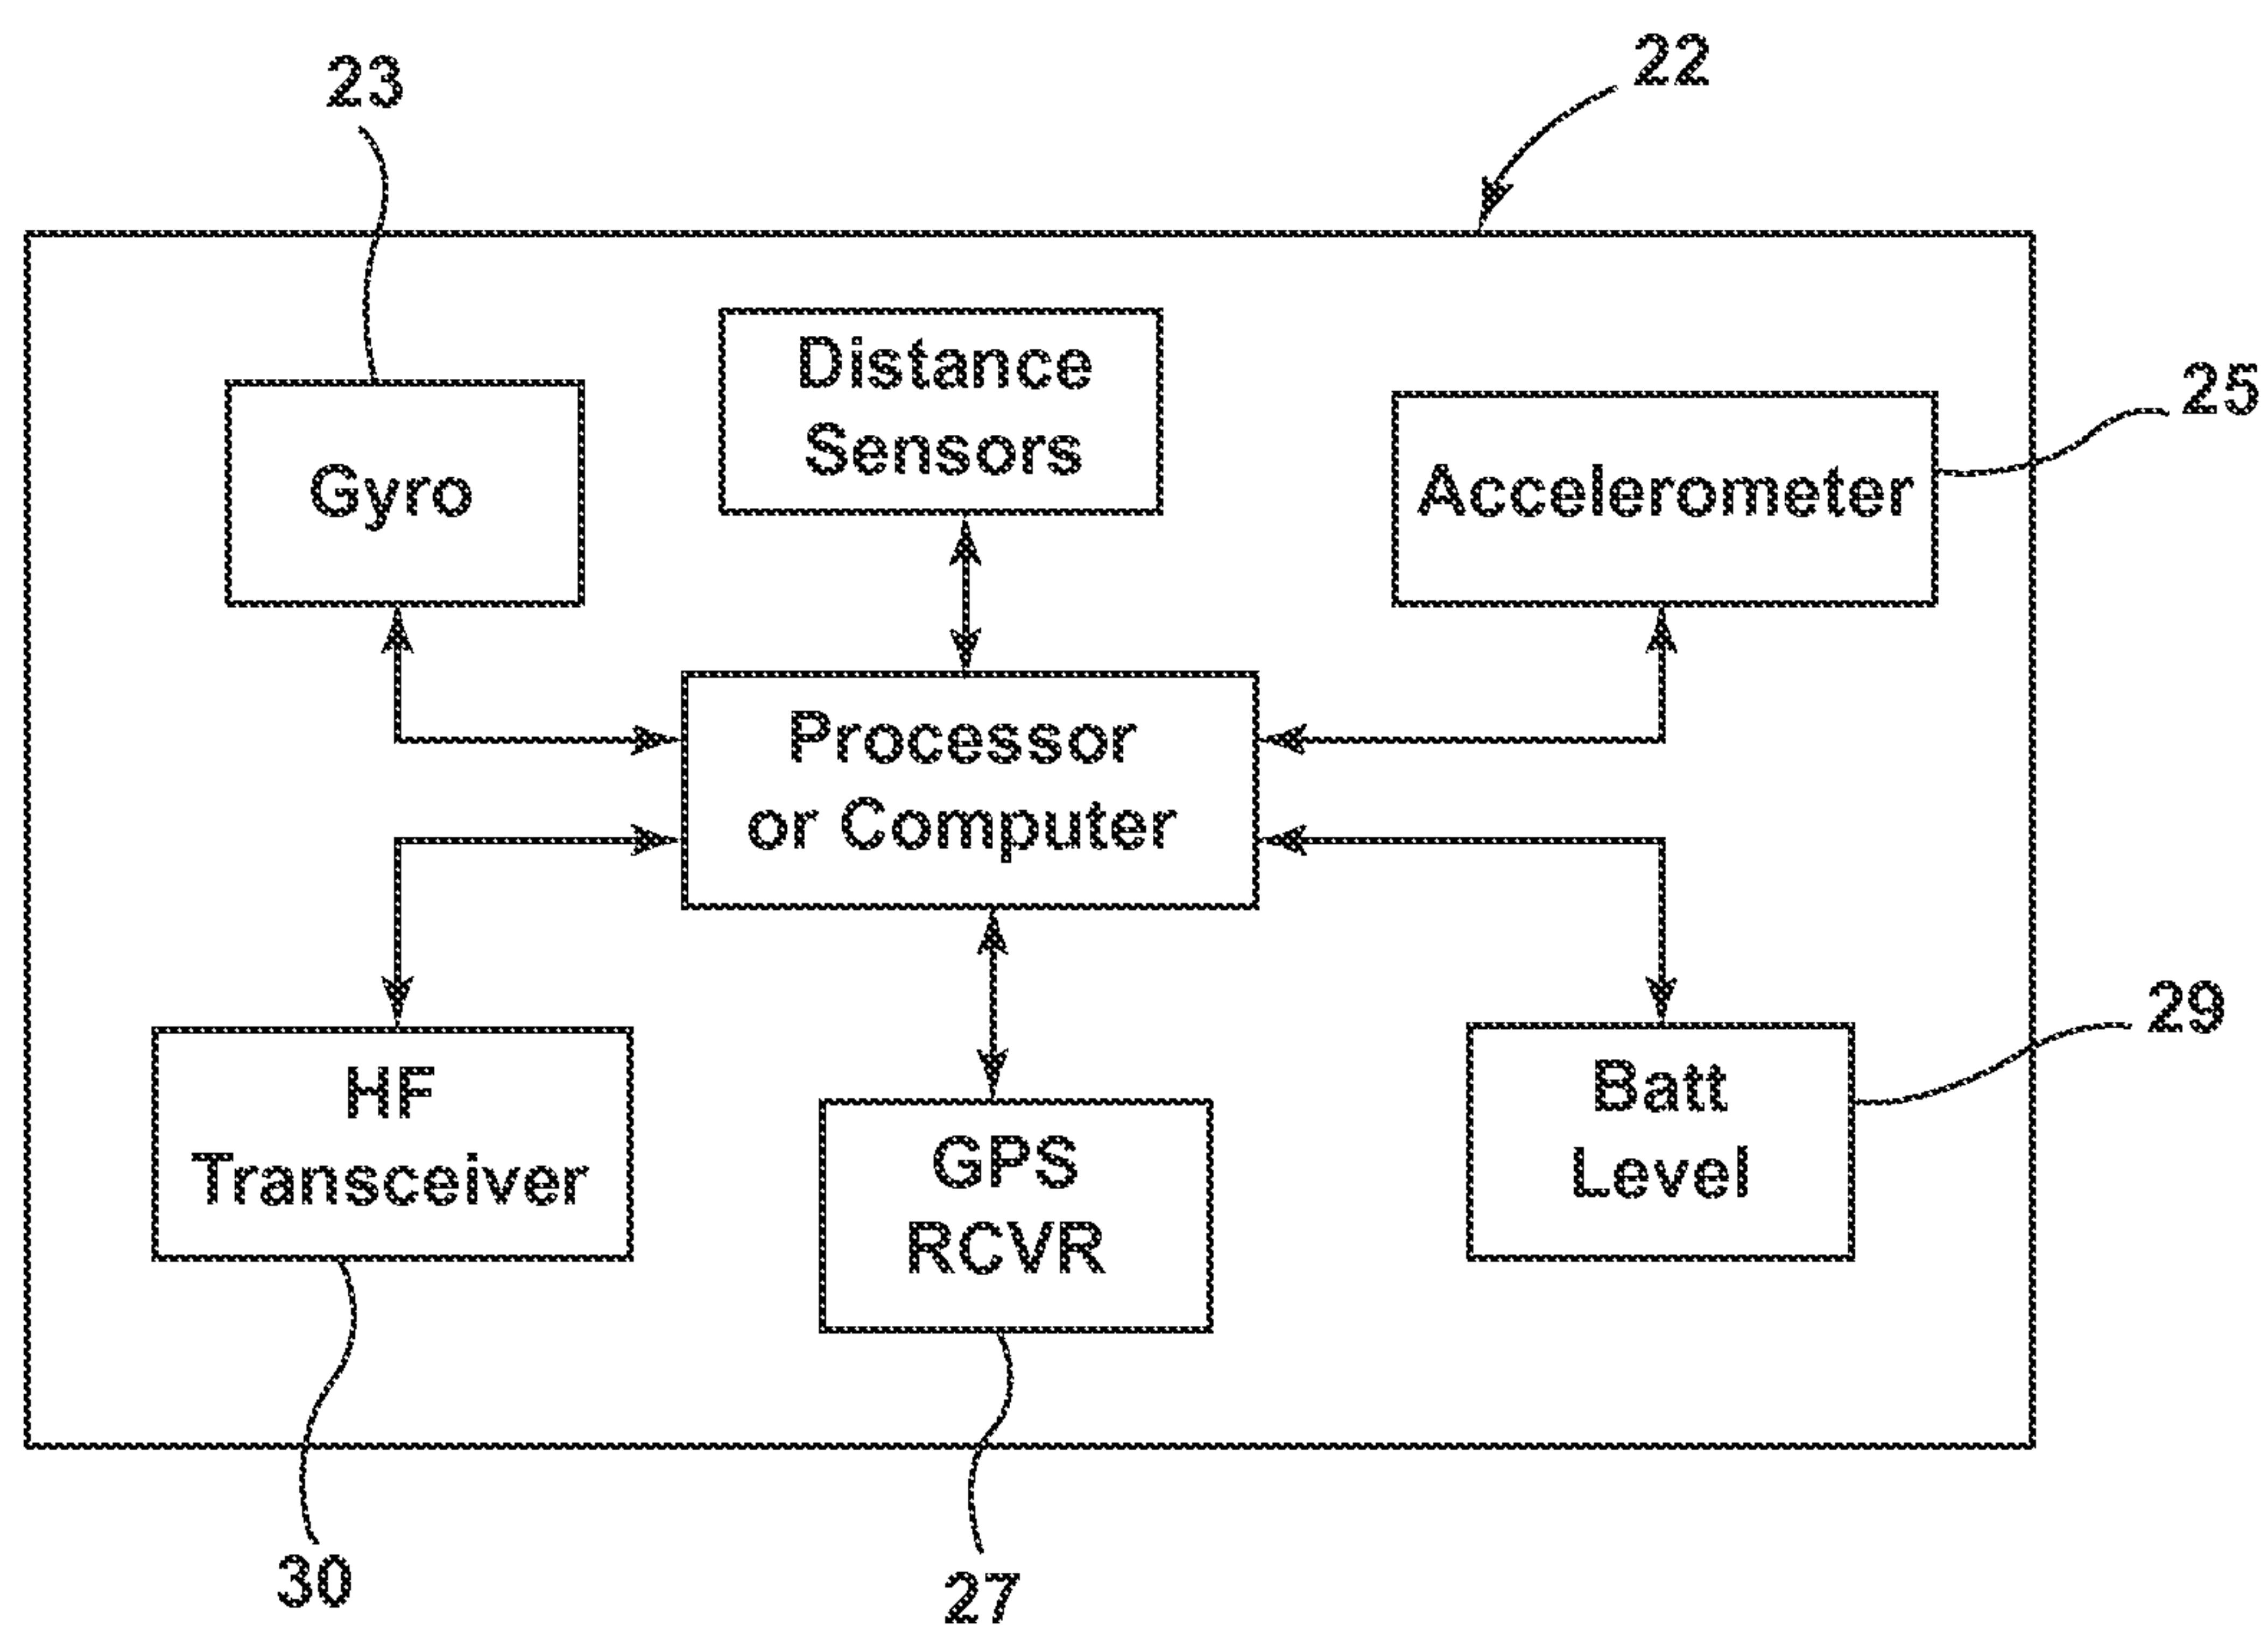 22
23
Distance
Sensors
25
Gyro
Accelerometer
Processor
or Computer
29
HF
Transceiver
GPS
RCVR
Batt
Level
30
27